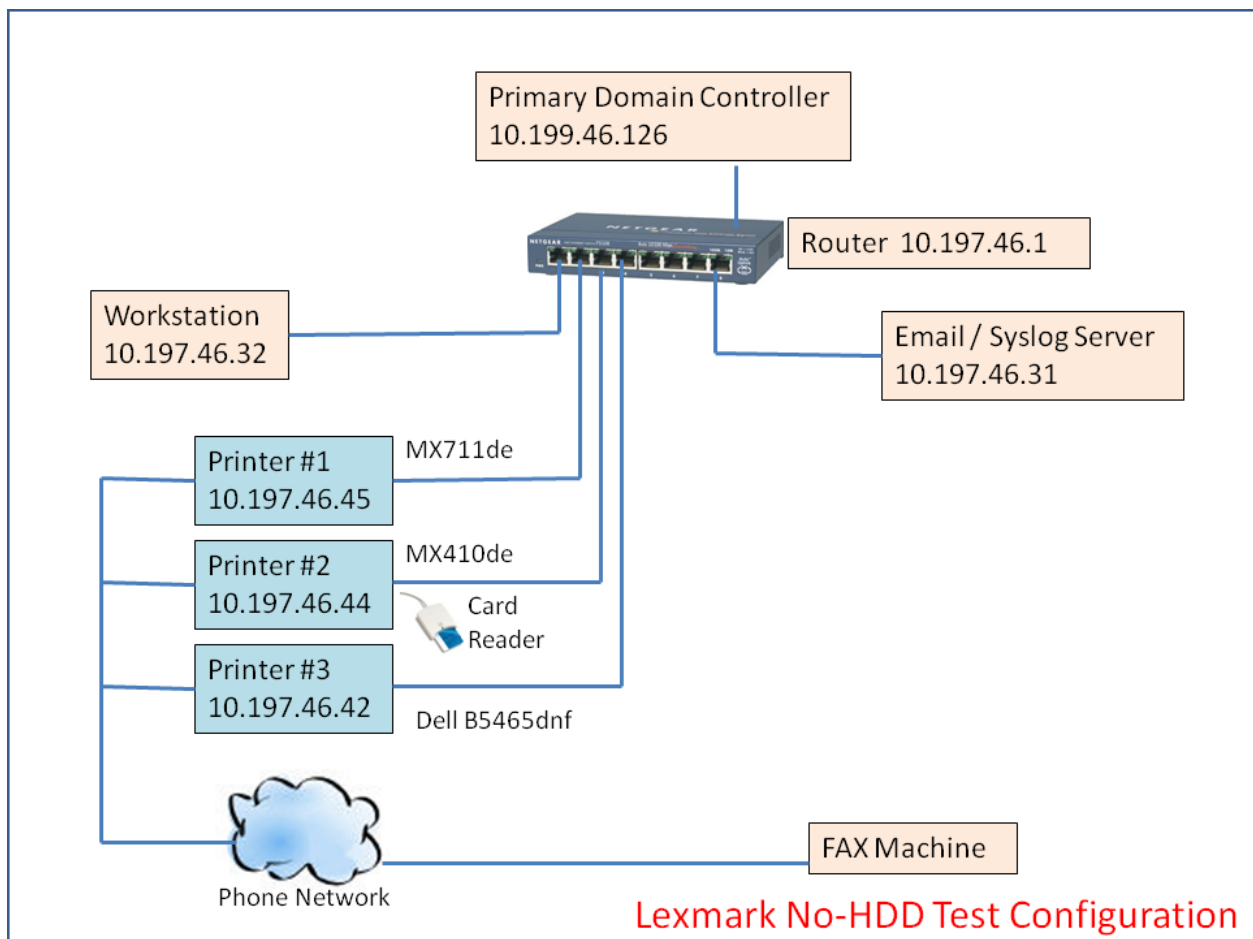 Primary Domain Controller
10.199.46.126
NETGEAR
NETGEAR
Router 10.197.46.1
Workstation
10.197.46.32
Email / Syslog Server
10.197.46.31
Printer #1
10.197.46.45
MX711de
Printer #2
10.197.46.44
MX410de
Card
Reader
Printer #3
10.197.46.42
Dell B5465dnf
Phone Network
FAX Machine
Lexmark No-HDD Test Configuration